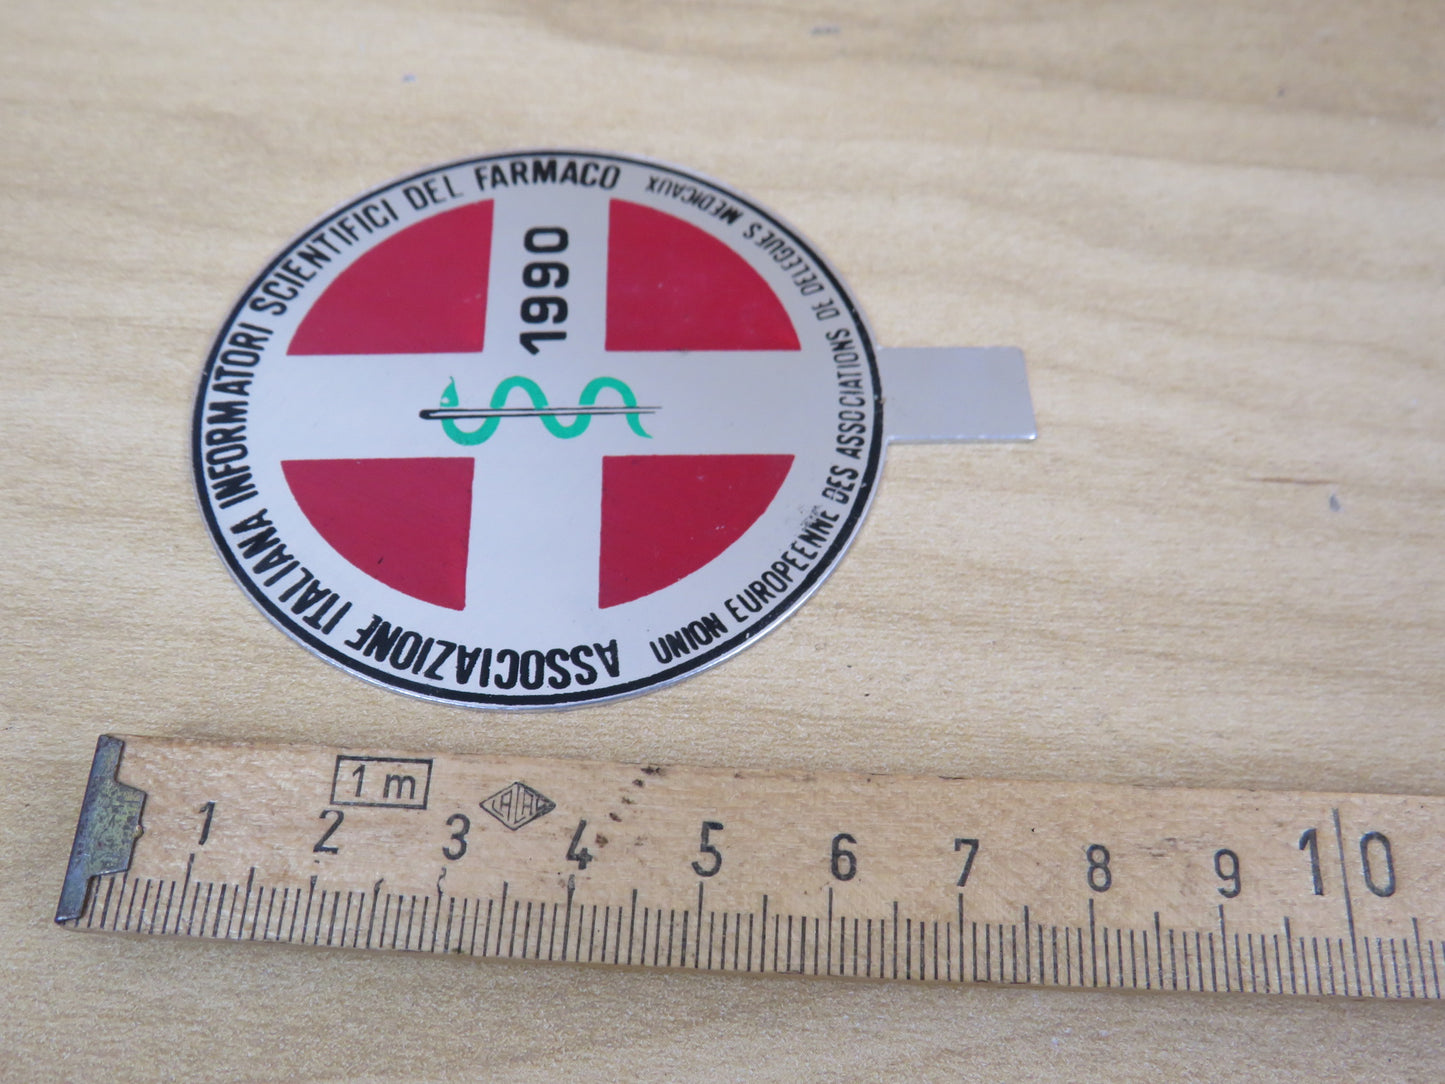 ASSOCIAZIONE ITALIANA INFORMATORI SCIENTIFICI DEL FARMACO
UNION EUROPEENNE DES ASSOCIATIONS DE DELEGUES MEDICAUX
1990
1 m
LAZAC
1 2 3 4 5 6 7 8 9 10